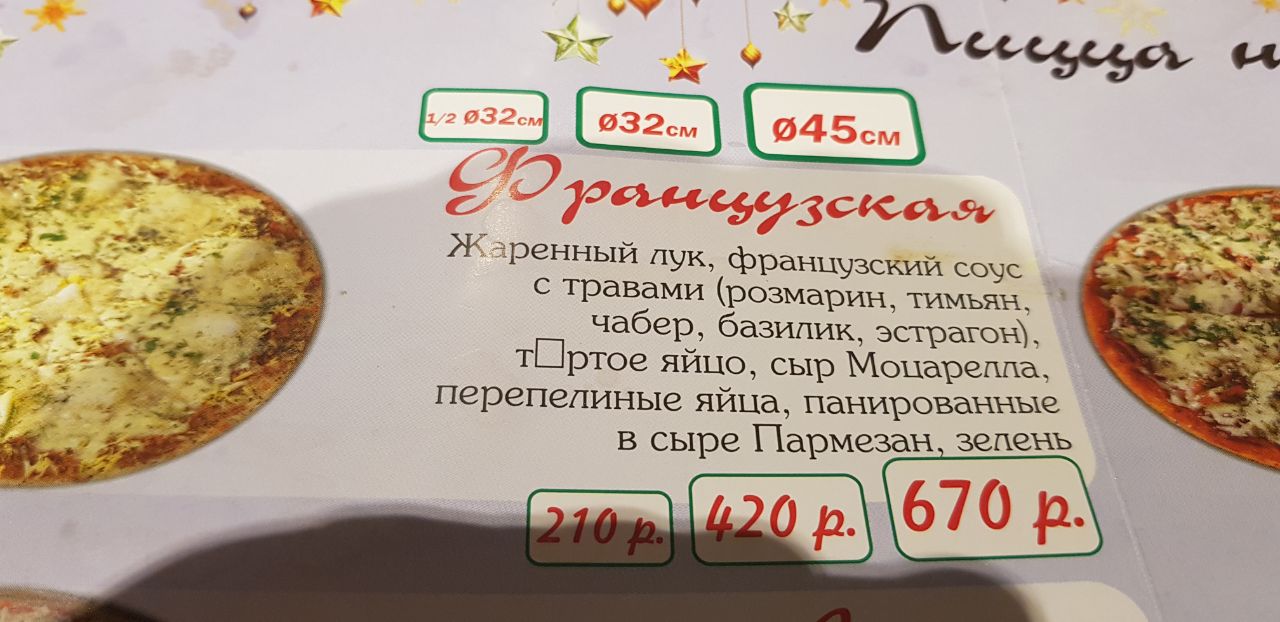 Пицца
1/2 ø32см ø32см ø45см
Французская
Жаренный лук, французский соус
с травами (розмарин, тимьян,
чабер, базилик, эстрагон),
т□ртое яйцо, сыр Моцарелла,
перепелиные яйца, панированные
в сыре Пармезан, зелень
210 р. 420 р. 670 р.